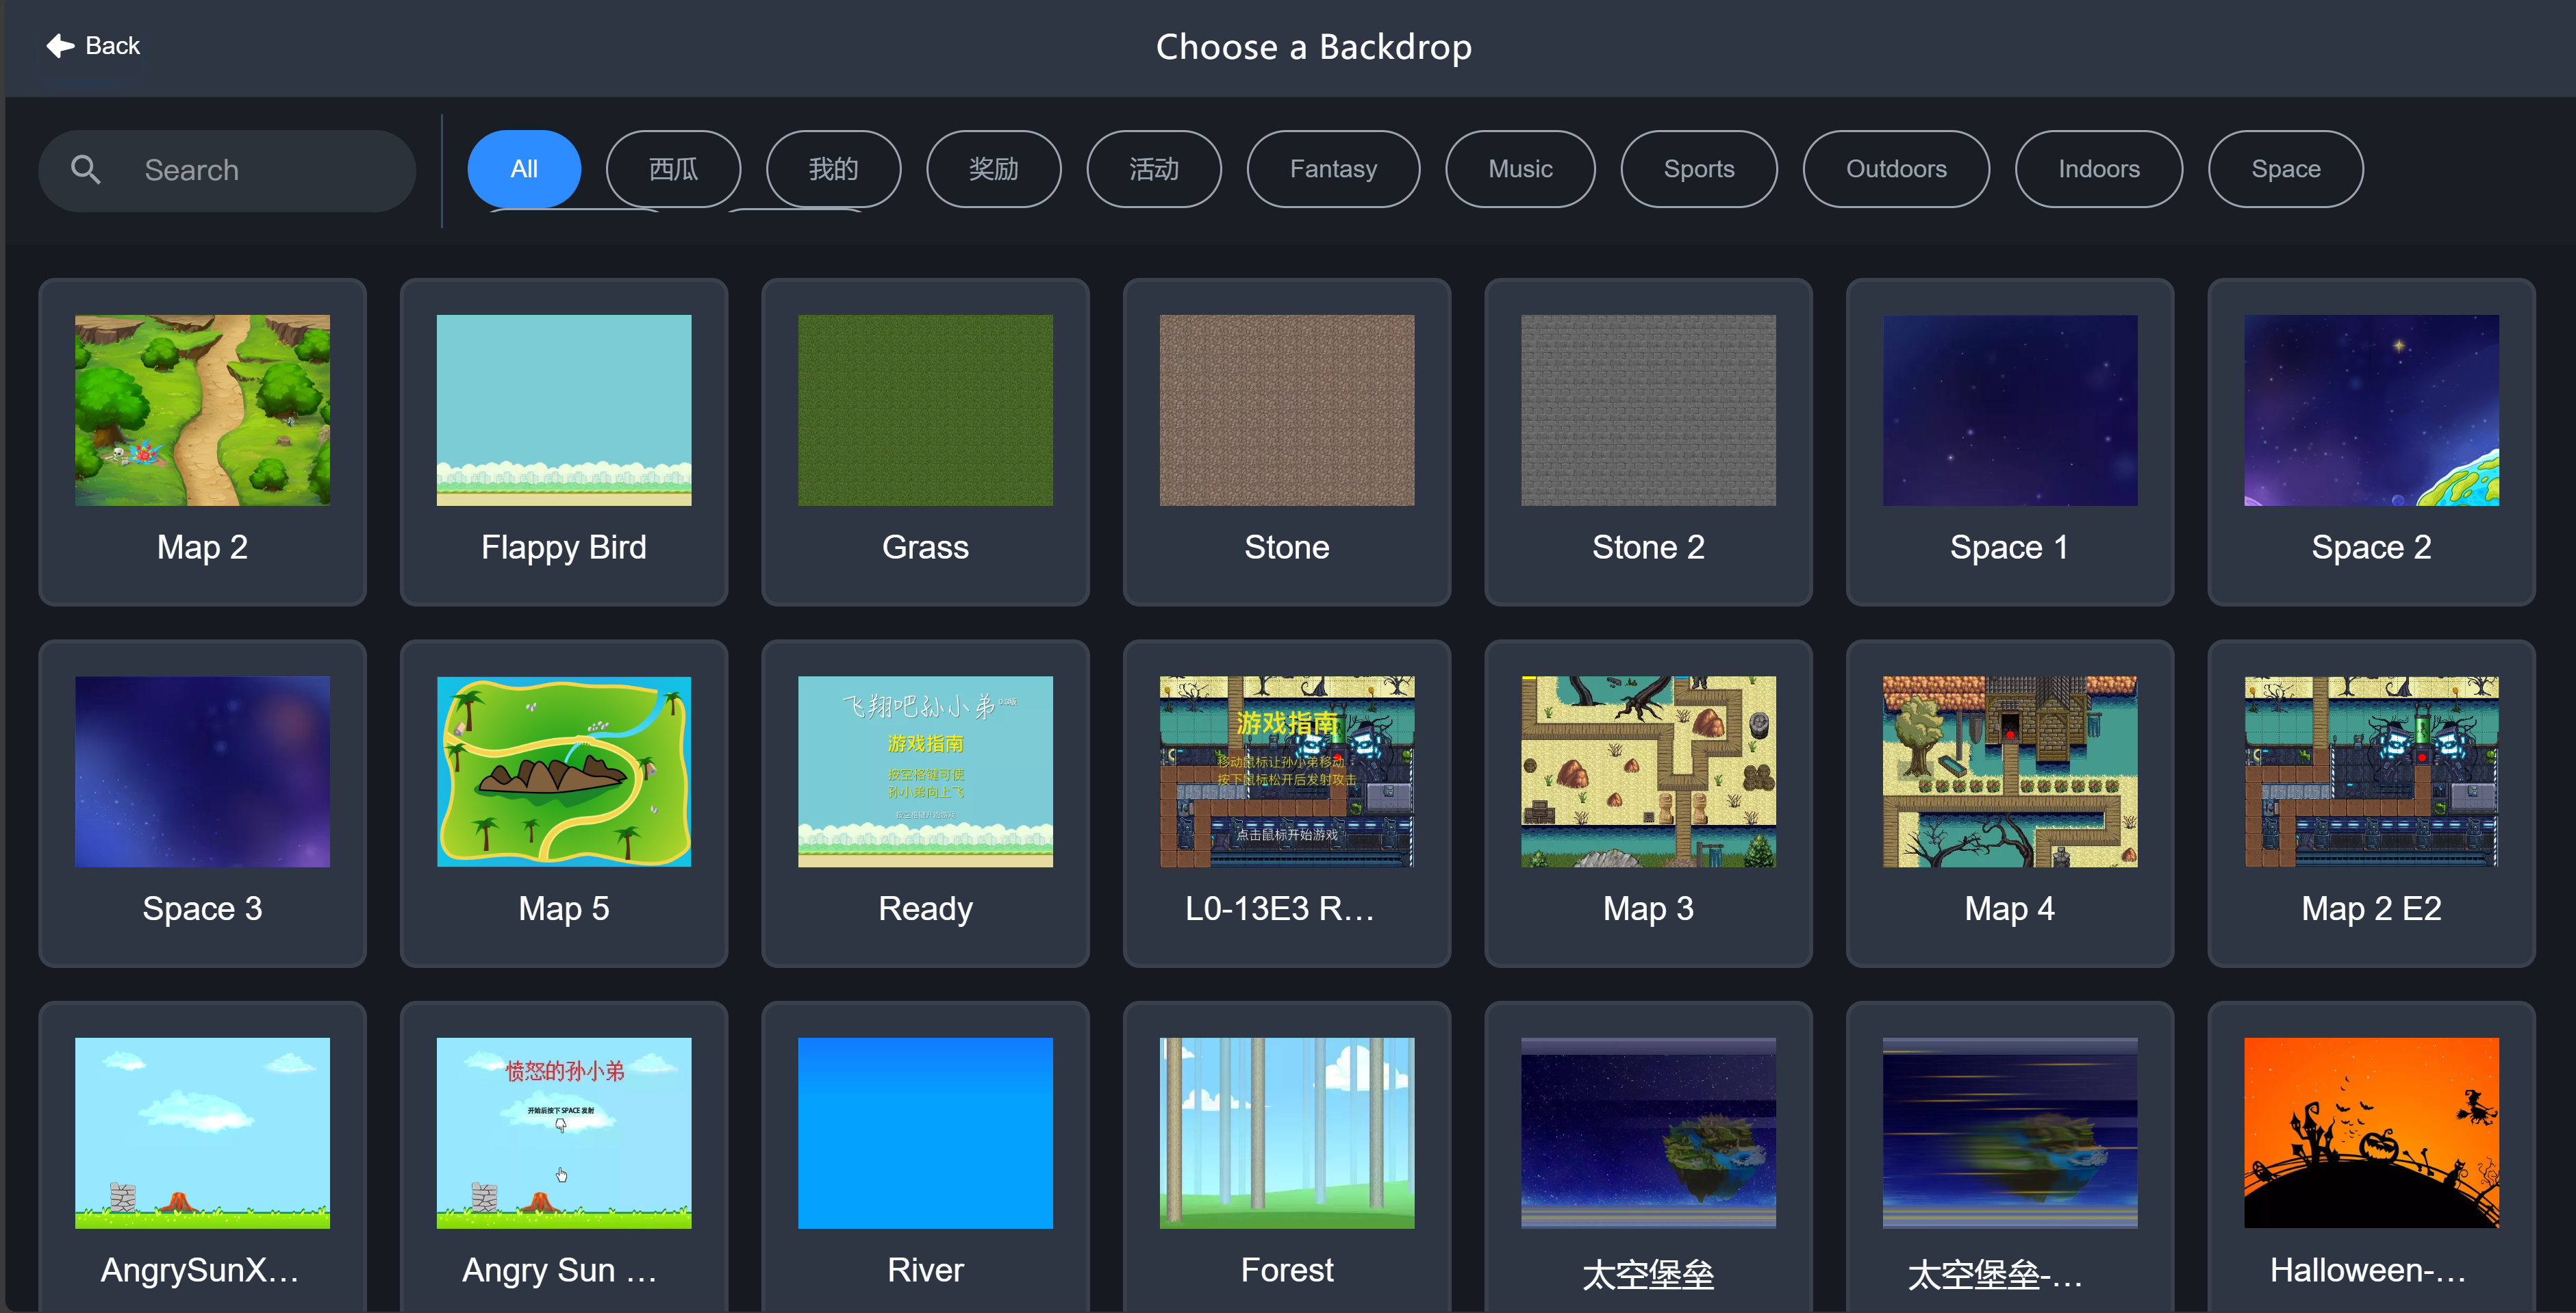 Back
Choose a Backdrop
Search
All
西瓜
我的
奖励
活动
Fantasy
Music
Sports
Outdoors
Indoors
Space
Map 2
Flappy Bird
Grass
Stone
Stone 2
Space 1
Space 2
飞翔吧孙小弟
游戏指南
按空格键可使
孙小弟向上飞
游戏指南
移动鼠标让孙小弟移动
按下鼠标松开后发射攻击
点击鼠标开始游戏
Space 3
Map 5
Ready
L0-13E3 R...
Map 3
Map 4
Map 2 E2
愤怒的孙小弟
开始后按下 SPACE 发射
AngrySunX...
Angry Sun ...
River
Forest
太空堡垒
太空堡垒-...
Halloween-...